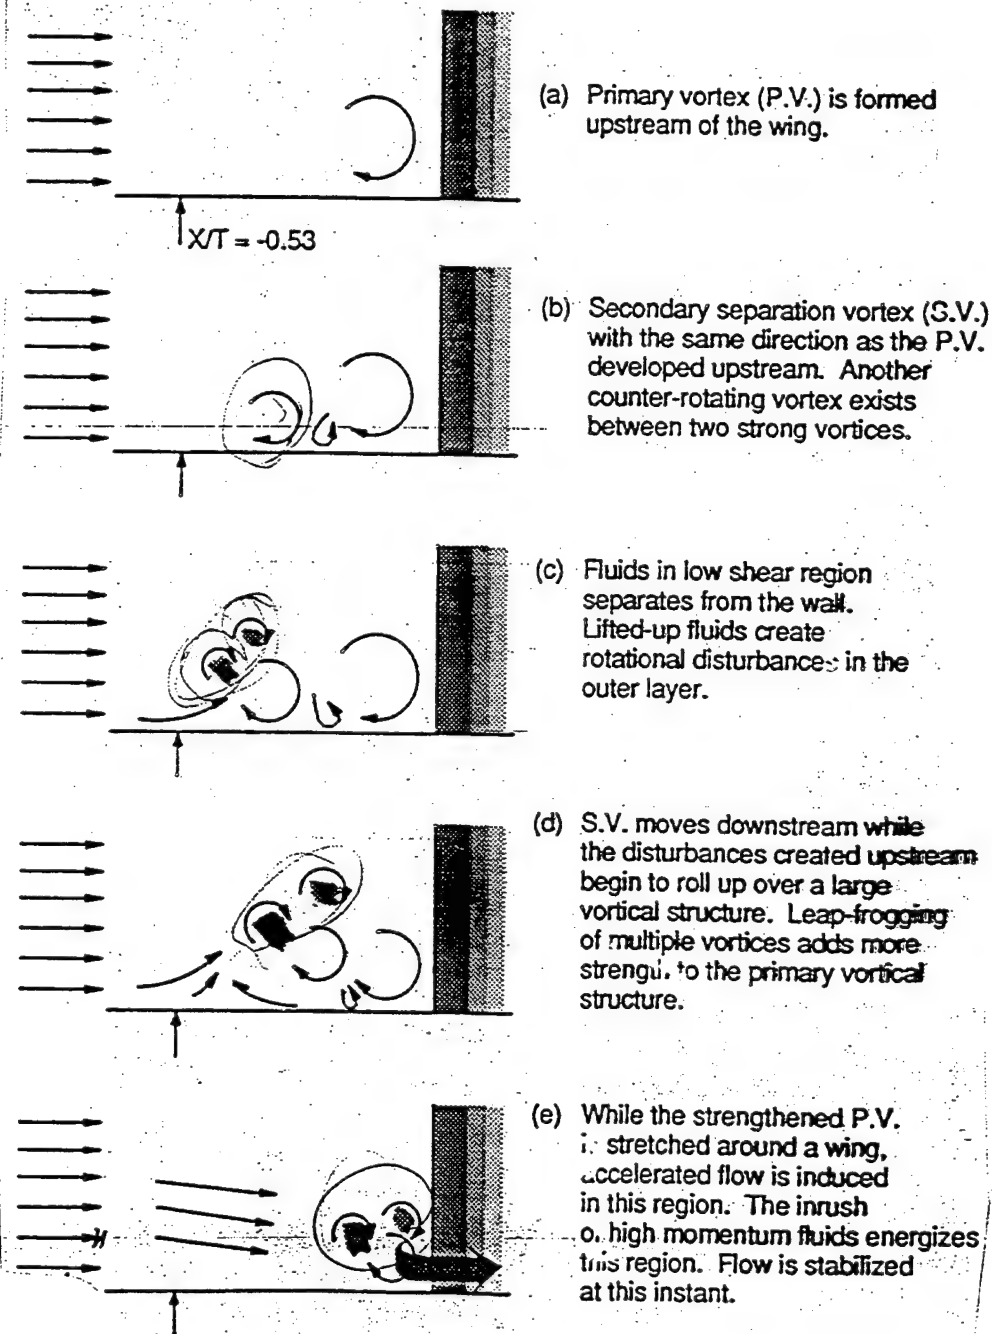 (a) Primary vortex (P.V.) is formed
upstream of the wing.
X/T = -0.53
(b) Secondary separation vortex (S.V.)
with the same direction as the P.V.
developed upstream. Another
counter-rotating vortex exists
between two strong vortices.
(c) Fluids in low shear region
separates from the wall.
Lifted-up fluids create
rotational disturbances in the
outer layer.
(d) S.V. moves downstream while
the disturbances created upstream
begin to roll up over a large
vortical structure. Leap-frogging
of multiple vortices adds more
to the primary vortical
structure.
(e) While the strengthened P.V.
stretched around a wing,
accelerated flow is induced
in this region. The inrush
high momentum fluids energizes
this region. Flow is stabilized
at this instant.